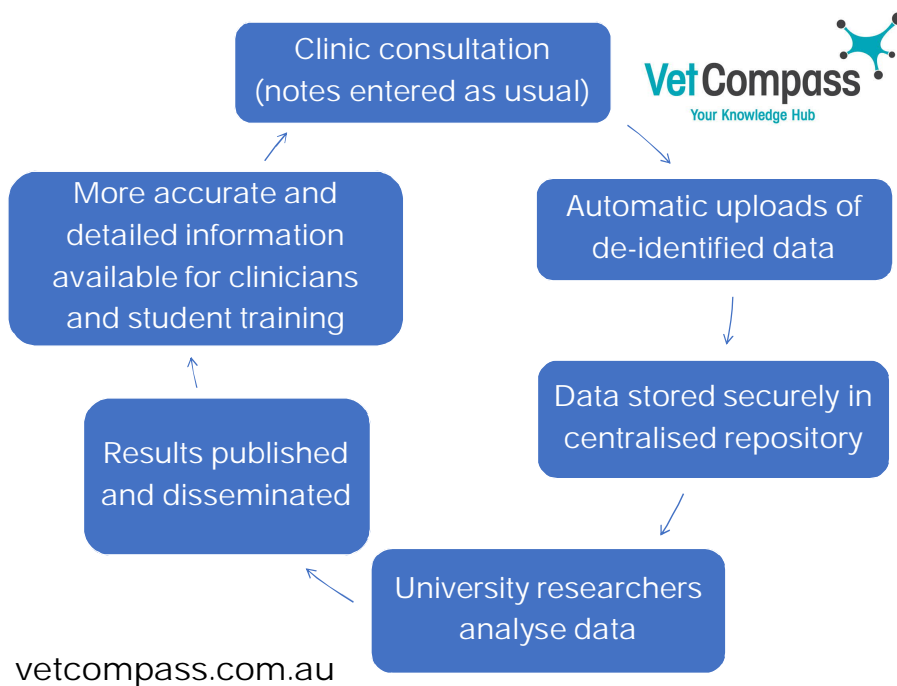 Clinic consultation
(notes entered as usual)
VetCompass
Your Knowledge Hub
Automatic uploads of
de-identified data
Data stored securely in
centralised repository
University researchers
analyse data
Results published
and disseminated
More accurate and
detailed information
available for clinicians
and student training
vetcompass.com.au